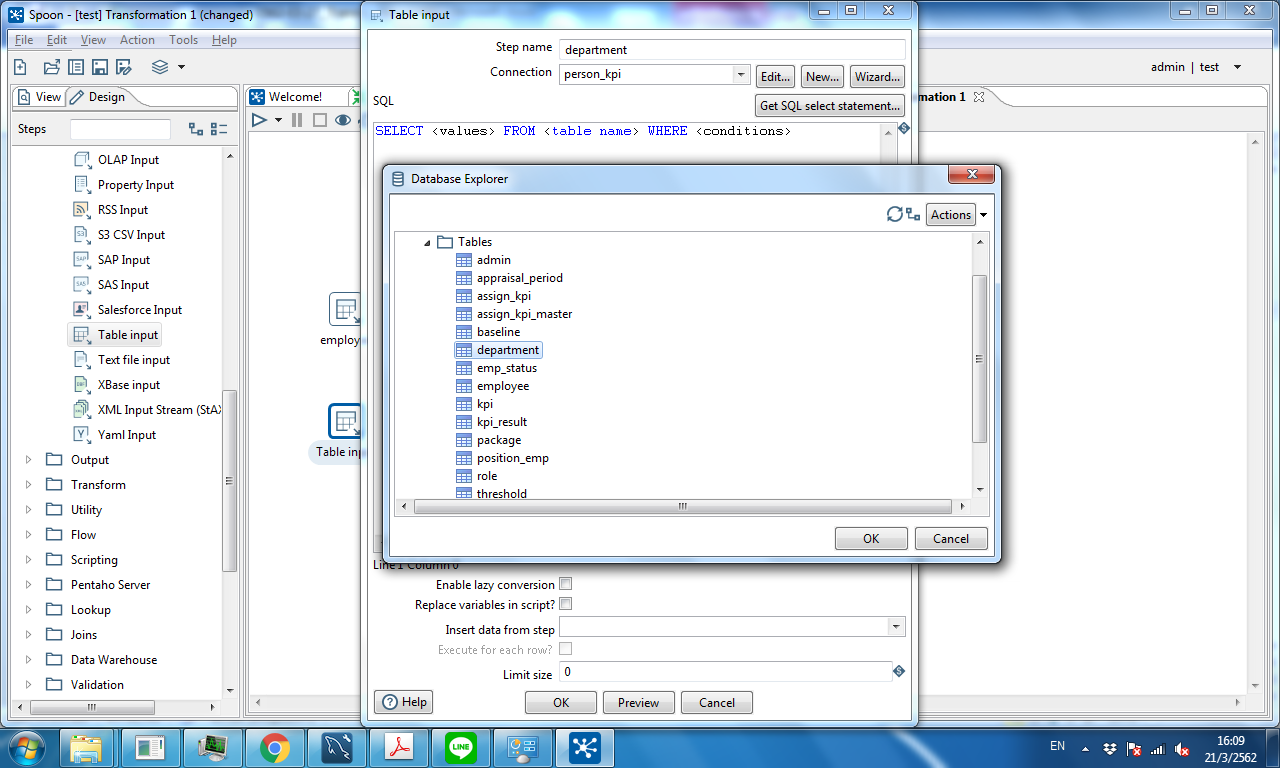 Spoon - [test] Transformation 1 (changed)
File Edit View Action Tools Help
admin | test
View Design
Steps
OLAP Input
Property Input
RSS Input
S3 CSV Input
SAP Input
SAS Input
Salesforce Input
Table input
Text file input
XBase input
XML Input Stream (StAX
Yaml Input
Output
Transform
Utility
Flow
Scripting
Pentaho Server
Lookup
Joins
Data Warehouse
Validation
Welcome!
mation 1
employ
Table inp
Table input
Step name department
Connection person_kpi Edit... New... Wizard...
SQL Get SQL select statement...
SELECT <values> FROM <table name> WHERE <conditions>
Database Explorer
Actions
Tables
admin
appraisal_period
assign_kpi
assign_kpi_master
baseline
department
emp_status
employee
kpi
kpi_result
package
position_emp
role
threshold
OK Cancel
Line1 Column 0
Enable lazy conversion
Replace variables in script?
Insert data from step
Execute for each row?
Limit size 0
Help OK Preview Cancel
LINE
EN
16:09
21/3/2562